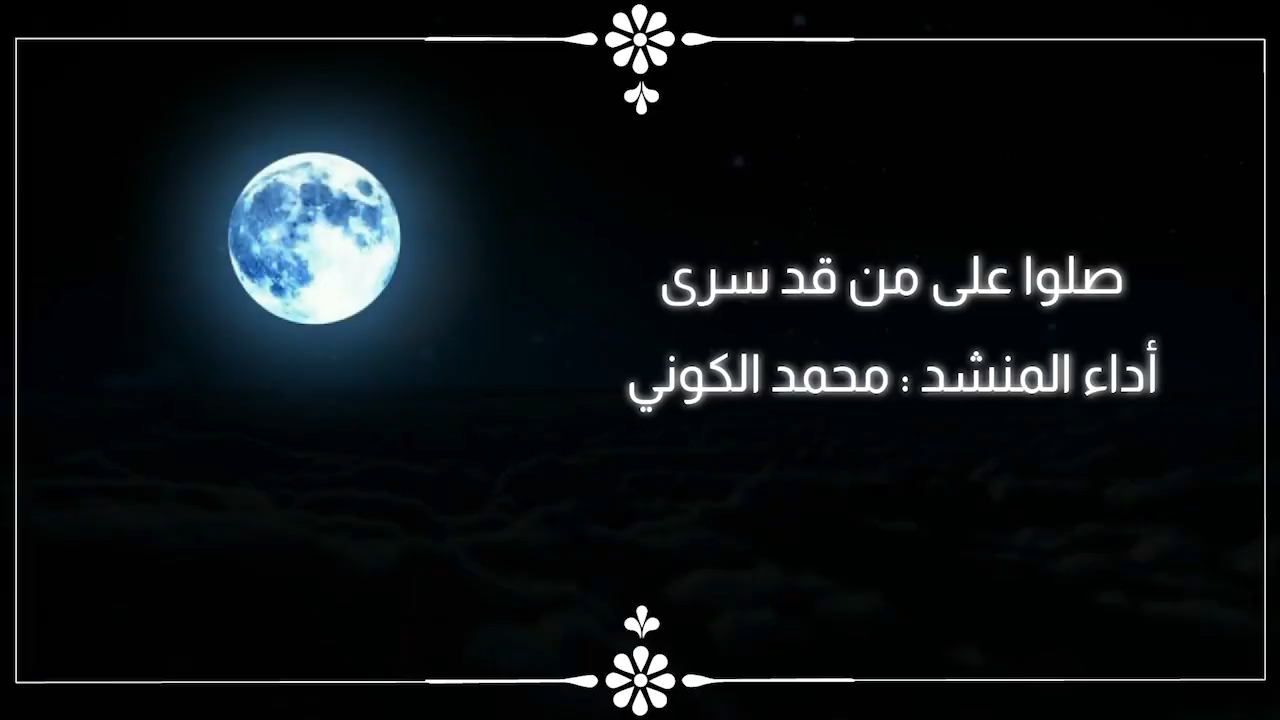 صلوا على من قد سرى
أداء المنشد : محمد الكوني